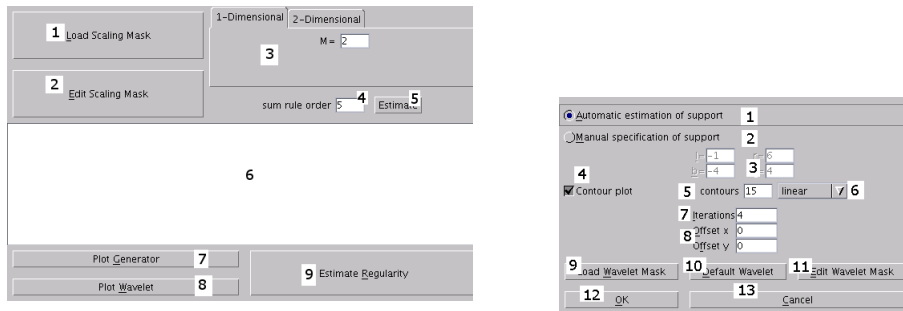 1 Load Scaling Mask
1-Dimensional 2-Dimensional
M= 2
3
2 Edit Scaling Mask
sum rule order 5 4 Estimate 5
6
Plot Generator 7
Plot Wavelet 8
9 Estimate Regularity
Automatic estimation of support 1
Manual specification of support 2
l= -1 r= 6
b= -4 3 = 4
4
Contour plot 5 contours 15 linear 6
7 Iterations 4
8 Offset x 0
Offset y 0
9 Load Wavelet Mask 10 Default Wavelet 11 Edit Wavelet Mask
12 OK 13 Cancel